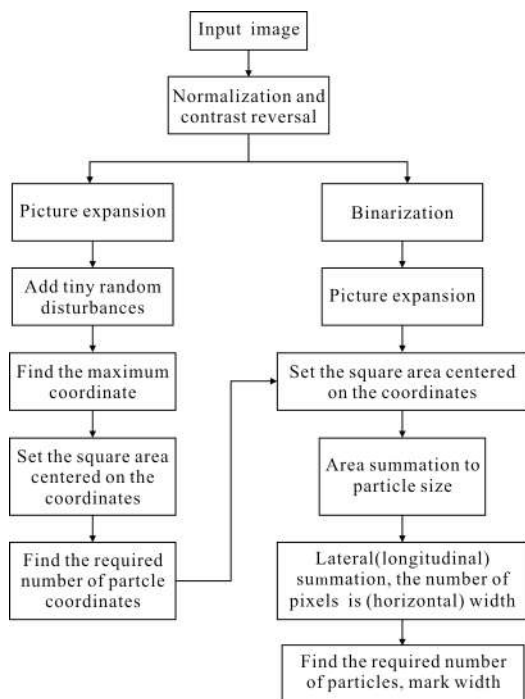 Input image
Normalization and
contrast reversal
Picture expansion
Add tiny random
disturbances
Find the maximum
coordinate
Set the square area
centered on the
coordinates
Find the required
number of partcle
coordinates
Binarization
Picture expansion
Set the square area centered
on the coordinates
Area summation to
particle size
Lateral(longitudinal)
summation, the number of
pixels is (horizontal) width
Find the required number
of particles, mark width